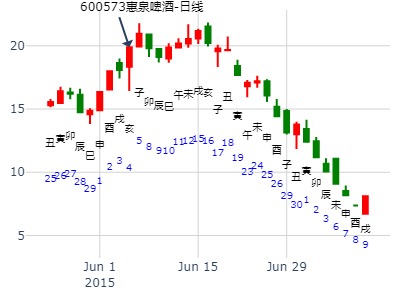 600573惠泉啤酒-日线
20
15
10
5
丑 寅 卯 辰 巳 申 酉 戌 亥 子 卯 辰 巳 午 未 戌 亥 子 丑 寅 午 未 申 酉 子 丑 寅 卯 辰 未 申 酉 戌
25 26 27 28 29 1 2 3 4 5 8 9 10 11 12 15 16 17 18 19 23 24 25 26 29 30 1 2 3 6 7 8 9
Jun 1 Jun 15 Jun 29
2015